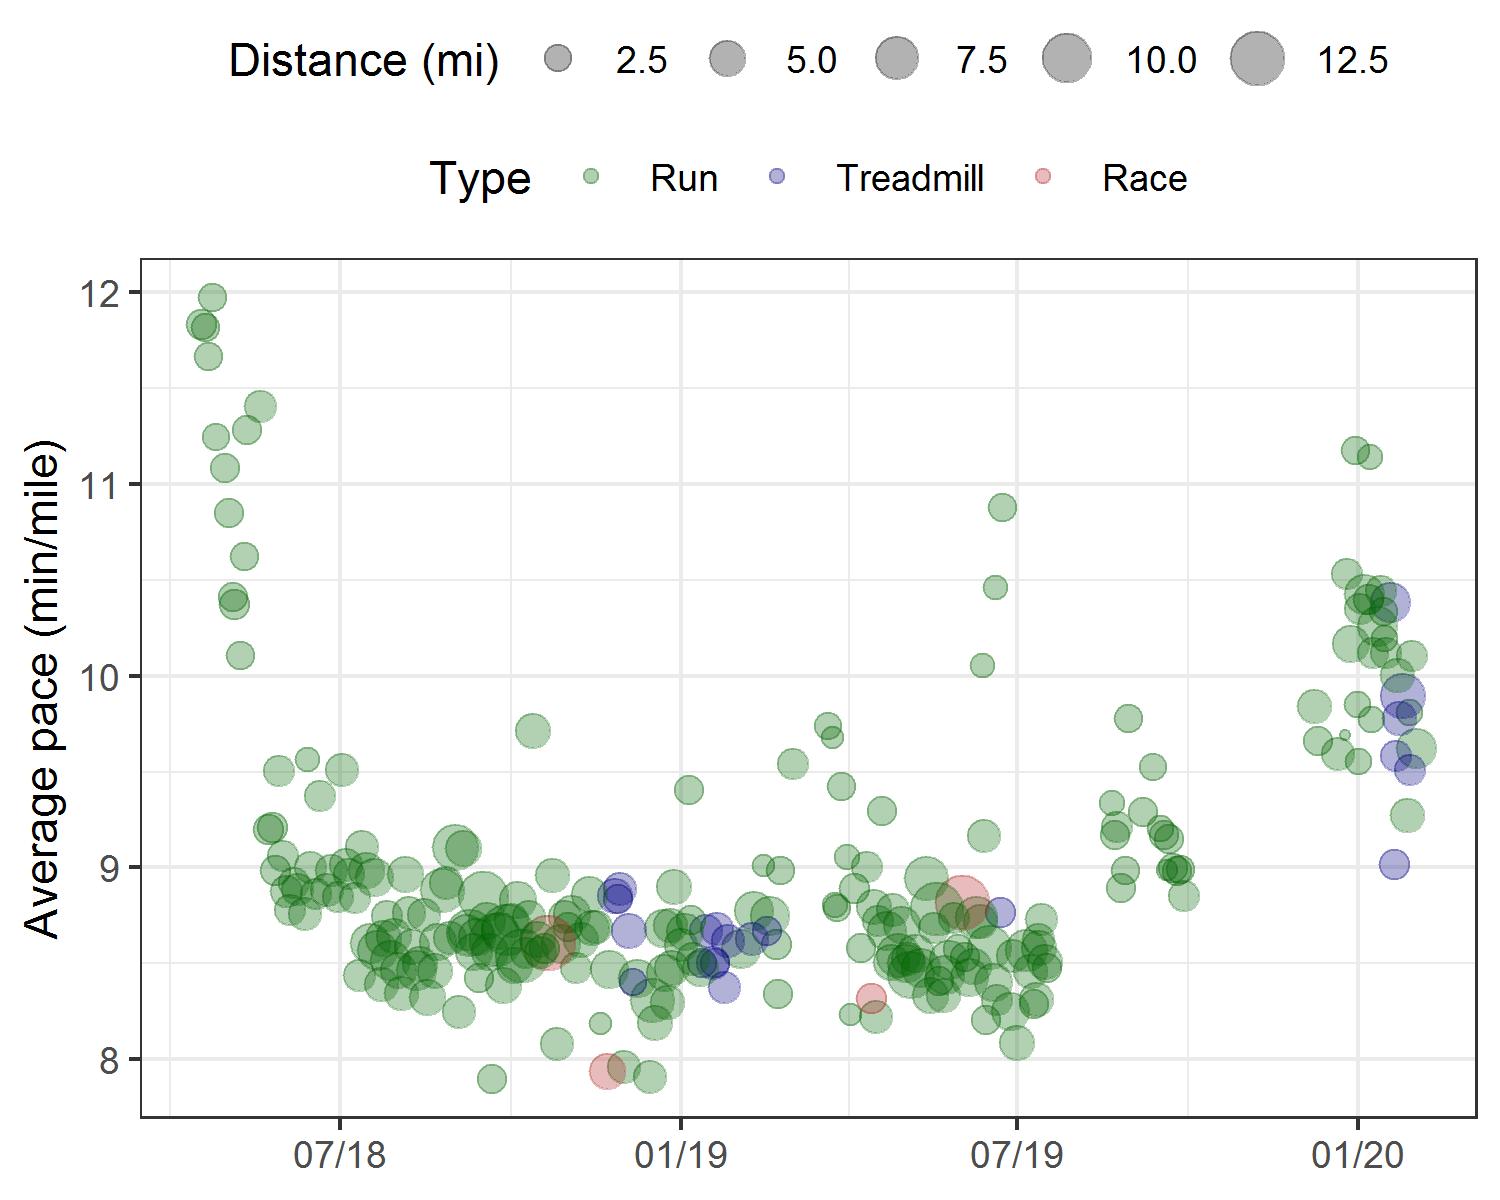 Distance (mi) 2.5 5.0 7.5 10.0 12.5
Type Run Treadmill Race
Average pace (min/mile)
12
11
10
9
8
07/18 01/19 07/19 01/20